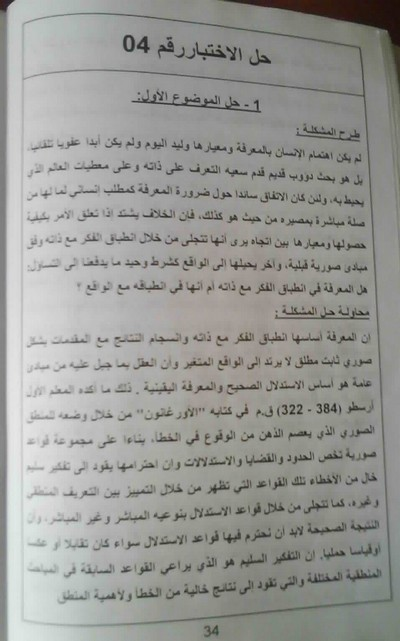 حل الاختبار رقم 04
1 - حل الموضوع الأول:
طرح المشكلة :
لم يكن اهتمام الإنسان بالمعرفة ومعيارها وليد اليوم ولم يكن أبدا عفويا تلقائيا،
بل هو بحث دؤوب قديم قدم سعيه التعرف على ذاته وعلى معطيات العالم الذي
يحيط به، ولئن كان الاتفاق سائدا حول ضرورة المعرفة كمطلب إنساني لما لها من
صلة مباشرة بمصيره من حيث هو كذلك، فإن الخلاف يشتد إذا تعلق الأمر بكيفية
حصولها ومعيارها بين اتجاه يرى أنها تتجلى من خلال انطباق الفكر مع ذاته وفق
مبادئ صورية قبلية، وآخر يحيلها إلى الواقع كشرط وحيد ما يدفعنا إلى التساؤل:
هل المعرفة في انطباق الفكر مع ذاته أم أنها في انطباقه مع الواقع ؟
محاولة حل المشكلة :
إن المعرفة أساسها انطباق الفكر مع ذاته وانسجام النتائج مع المقدمات بشكل
صوري ثابت مطلق لا يرتد إلى الواقع المتغير وأن العقل بما جبل عليه من مبادئ
عامة هو أساس الاستدلال الصحيح والمعرفة اليقينية . ذلك ما أكده المعلم الأول
أرسطو (384 - 322) ق.م في كتابه "الأورغانون" من خلال وضعه للمنطق
الصوري الذي يعصم الذهن من الوقوع في الخطأ، بناءا على مجموعة قواعد
صورية تخص الحدود والقضايا والاستدلالات وان احترامها يقود إلى تفكير سليم
خال من الأخطاء تلك القواعد التي تظهر من خلال التمييز بين التعريف المنطقي
وغيره، كما تتجلى من خلال قواعد الاستدلال بنوعيه المباشر وغير المباشر، وأن
النتيجة الصحيحة لابد أن نحترم فيها قواعد الاستدلال سواء كان تقابلا أو عكسا
أوقياسا حمليا. إن التفكير السليم هو الذي يراعي القواعد السابقة في المباحث
المنطقية المختلفة والتي تقود إلى نتائج خالية من الخطأ ولأهمية المنطق
34